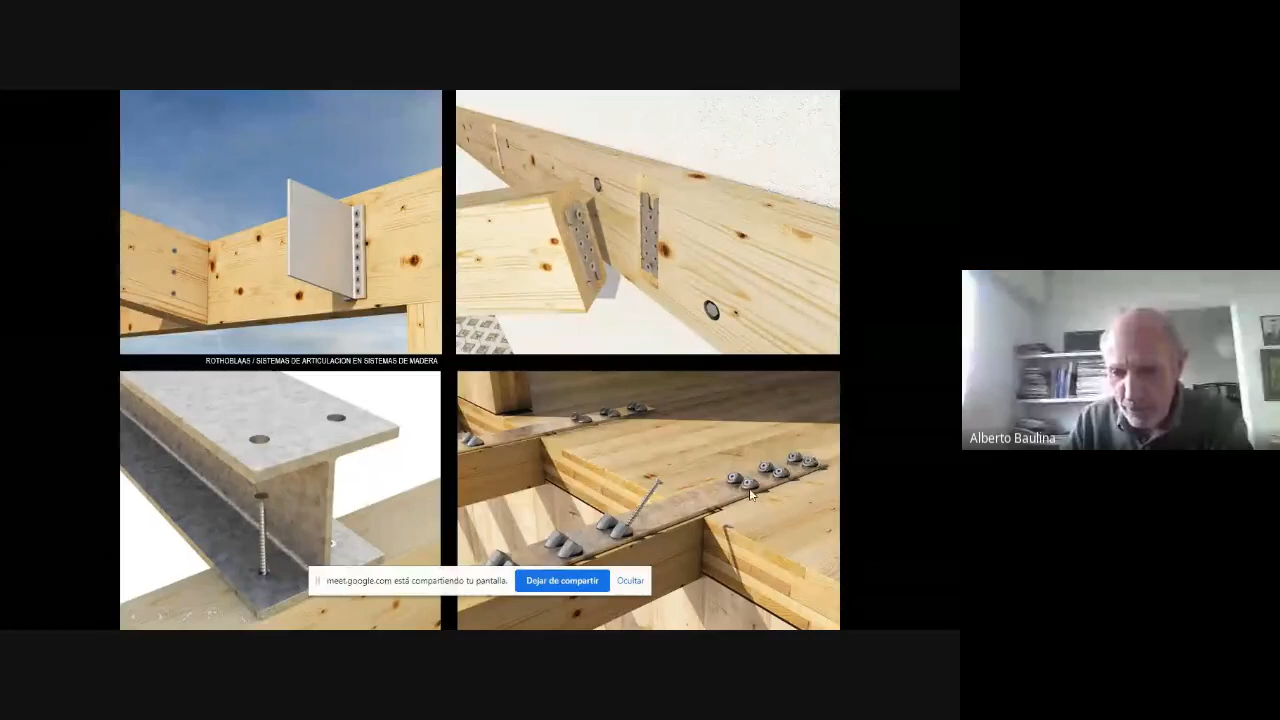 ROTHOBLAAS / SISTEMAS DE ARTICULACION EN SISTEMAS DE MADERA
Alberto Baulina
meet.google.com está compartiendo tu pantalla.
Dejar de compartir
Ocultar